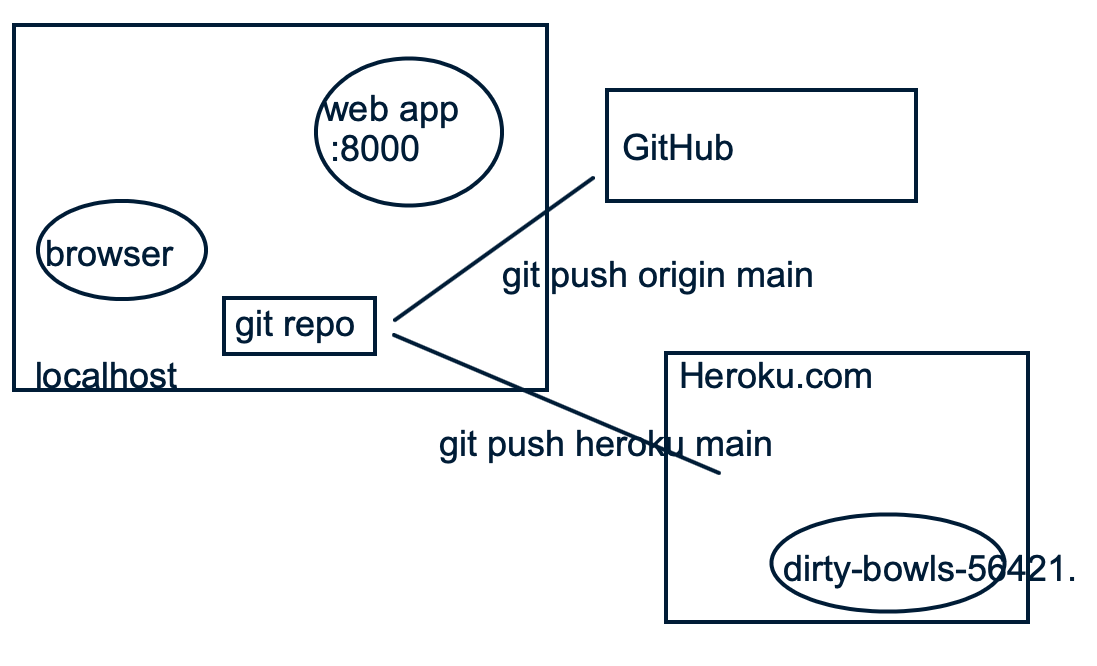 web app
:8000
GitHub
browser
git push origin main
git repo
localhost
Heroku.com
git push heroku main
dirty-bowls-56421.